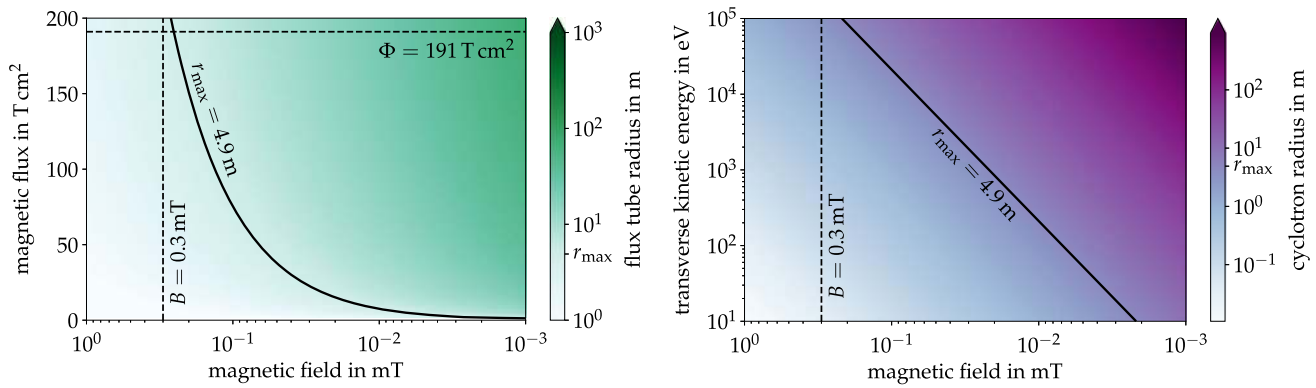 magnetic flux in T cm²
200
150
100
50
0
Φ = 191 T cm²
r_max = 4.9 m
B = 0.3 mT
10⁰
10⁻¹
10⁻²
10⁻³
magnetic field in mT
10³
10²
10¹
r_max
10⁰
flux tube radius in m
transverse kinetic energy in eV
10⁵
10⁴
10³
10²
10¹
r_max = 4.9 m
B = 0.3 mT
10⁰
10⁻¹
10⁻²
10⁻³
magnetic field in mT
10²
10¹
r_max
10⁰
10⁻¹
cyclotron radius in m